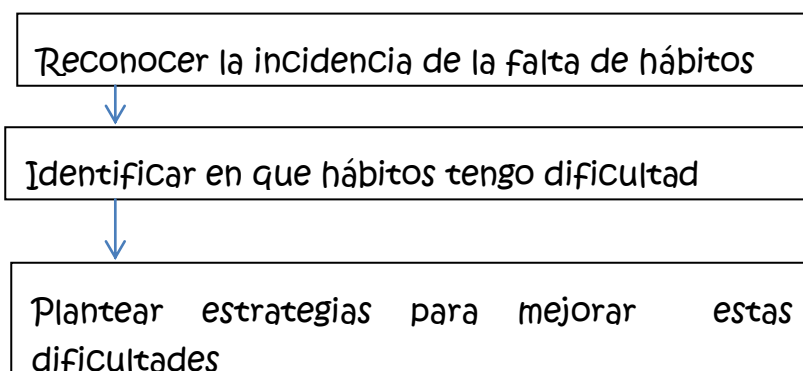 Reconocer la incidencia de la falta de hábitos
Identificar en que hábitos tengo dificultad
Plantear estrategias para mejorar estas
dificultades